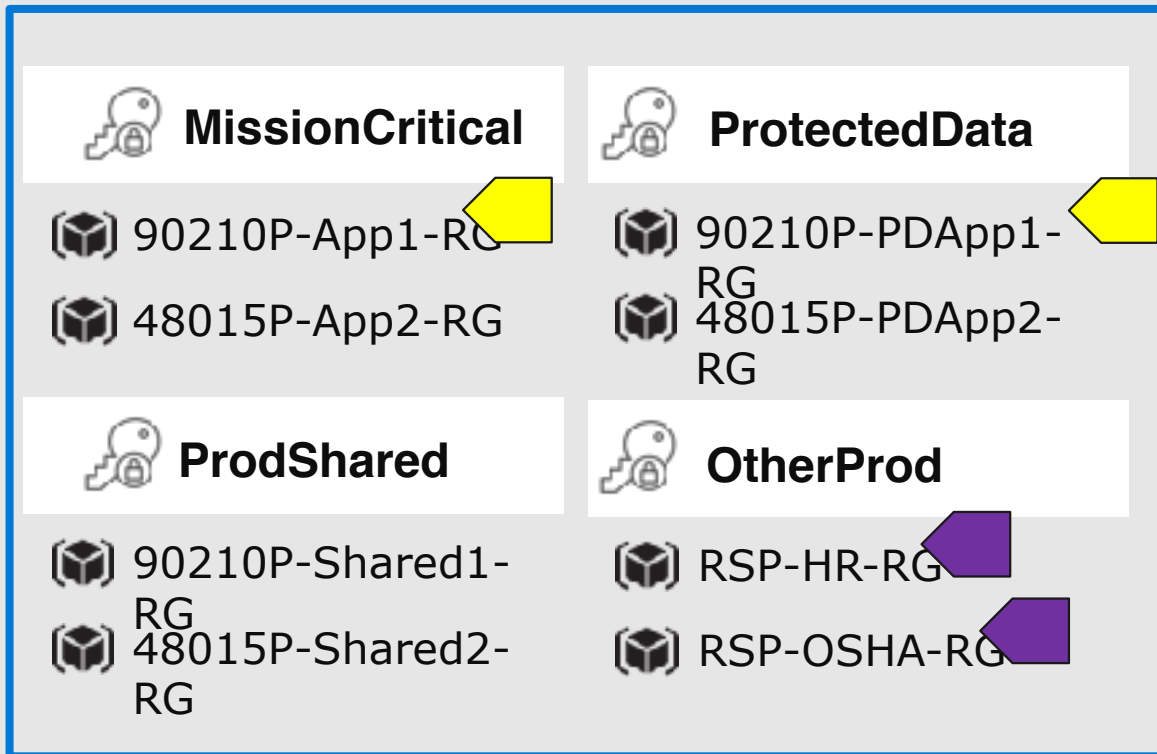 MissionCritical
90210P-App1-RG
48015P-App2-RG
ProtectedData
90210P-PDApp1-
RG
48015P-PDApp2-
RG
ProdShared
90210P-Shared1-
RG
48015P-Shared2-
RG
OtherProd
RSP-HR-RG
RSP-OSHA-RG